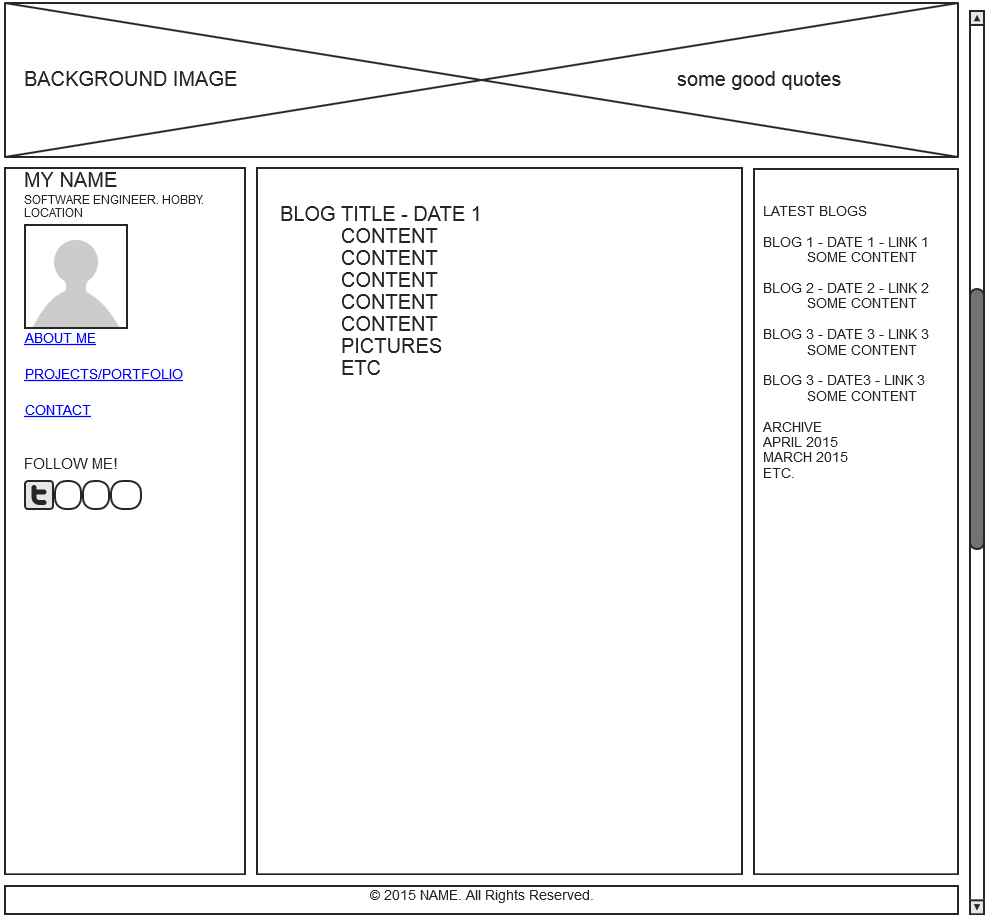 BACKGROUND IMAGE
some good quotes
MY NAME
SOFTWARE ENGINEER. HOBBY.
LOCATION
ABOUT ME
PROJECTS/PORTFOLIO
CONTACT
FOLLOW ME!
t
BLOG TITLE - DATE 1
CONTENT
CONTENT
CONTENT
CONTENT
CONTENT
PICTURES
ETC
LATEST BLOGS
BLOG 1 - DATE 1 - LINK 1
SOME CONTENT
BLOG 2 - DATE 2 - LINK 2
SOME CONTENT
BLOG 3 - DATE 3 - LINK 3
SOME CONTENT
BLOG 3 - DATE3 - LINK 3
SOME CONTENT
ARCHIVE
APRIL 2015
MARCH 2015
ETC.
© 2015 NAME. All Rights Reserved.